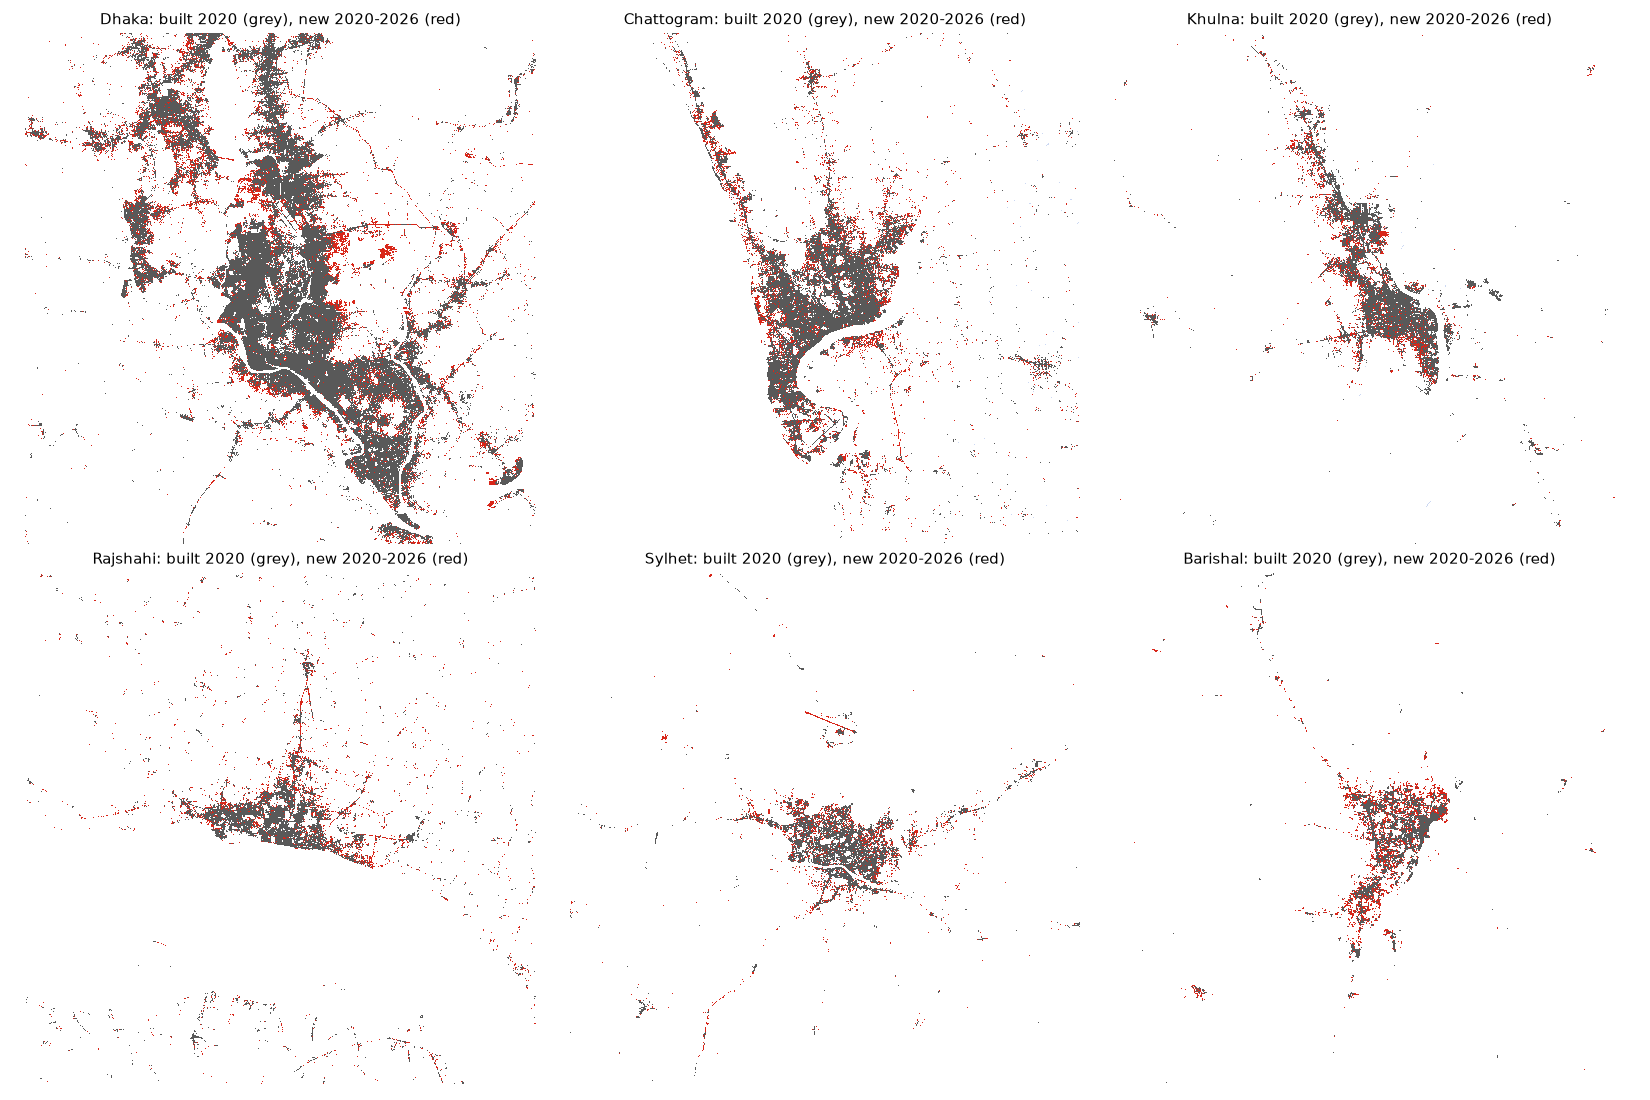 Dhaka: built 2020 (grey), new 2020-2026 (red)
Chattogram: built 2020 (grey), new 2020-2026 (red)
Khulna: built 2020 (grey), new 2020-2026 (red)
Rajshahi: built 2020 (grey), new 2020-2026 (red)
Sylhet: built 2020 (grey), new 2020-2026 (red)
Barishal: built 2020 (grey), new 2020-2026 (red)